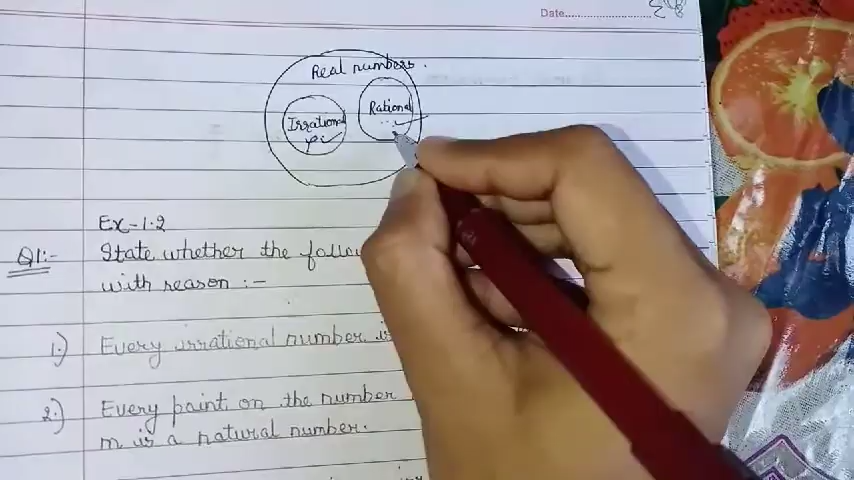 Date
Real numbers.
Rational
Irrational
Ex-1.2
Q1:- State whether the follo
with reason :-
1.) Every irrational number is
2.) Every point on the number
m is a natural number.